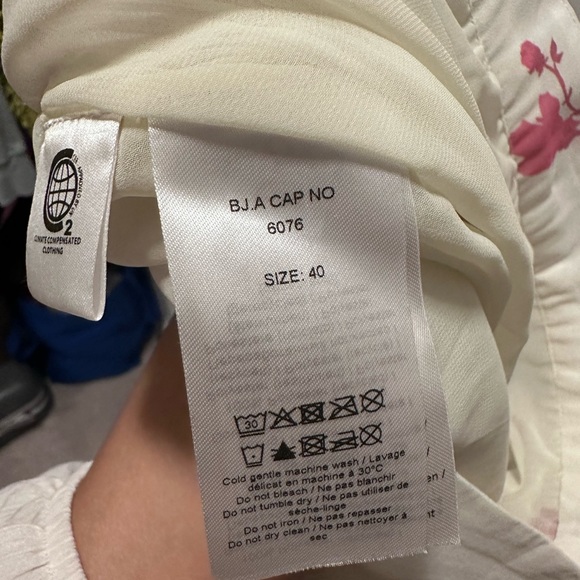 2
CLIMATE COMPENSATED
CLOTHING
BJ.A CAP NO
6076
SIZE: 40
30
Cold gentle machine wash / Lavage
délicat en machine à 30°C
Do not bleach / Ne pas blanchir
Do not tumble dry / Ne pas utiliser de
sèche-linge
Do not iron / Ne pas repasser
Do not dry clean / Ne pas nettoyer à
sec
en /